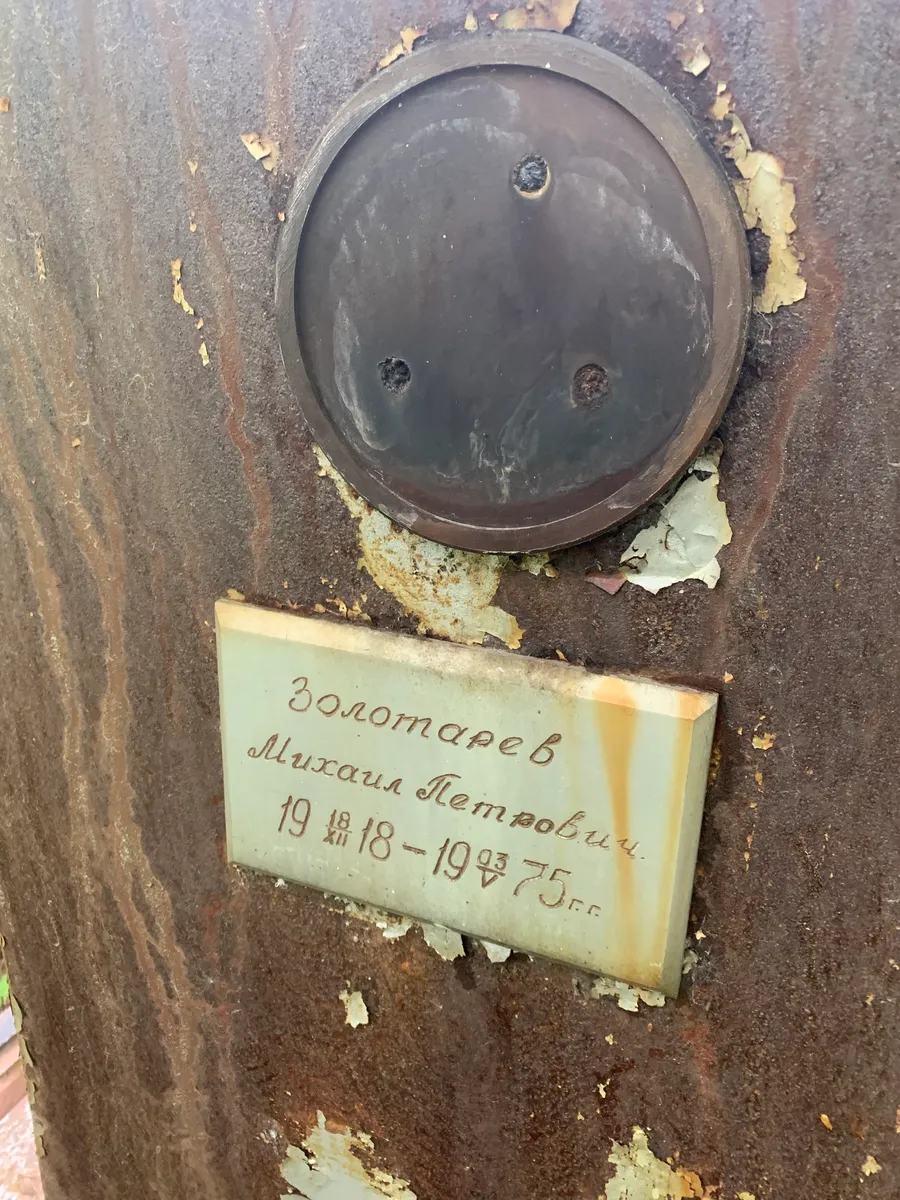 Золотарев
Михаил Петрович.
19 18/XII 18 – 19 03/V 75 г.г.